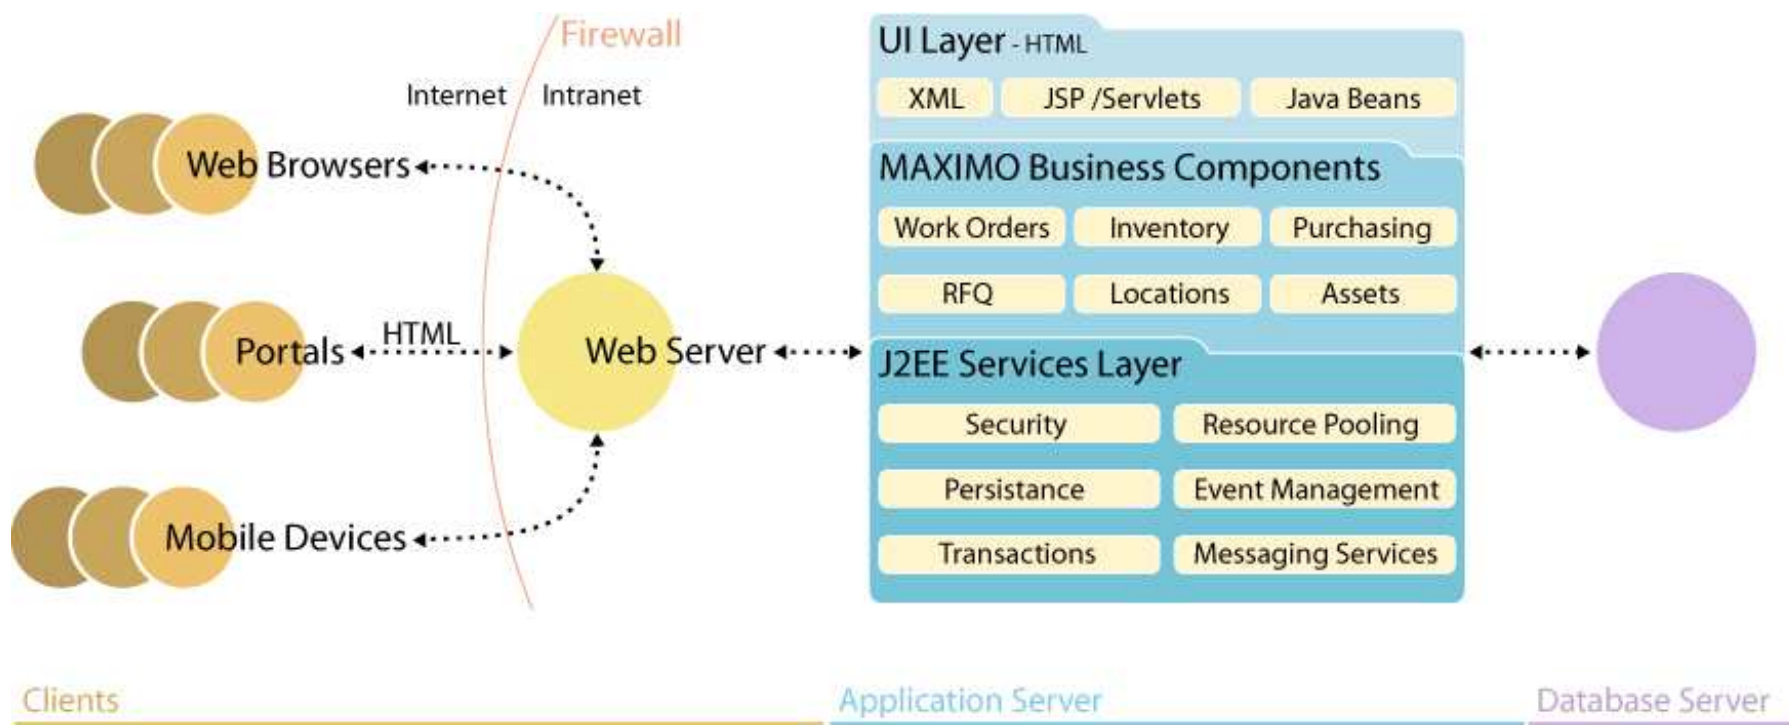 Firewall
Internet
Intranet
Web Browsers
Portals
HTML
Mobile Devices
Web Server
UI Layer - HTML
XML
JSP /Servlets
Java Beans
MAXIMO Business Components
Work Orders
Inventory
Purchasing
RFQ
Locations
Assets
J2EE Services Layer
Security
Resource Pooling
Persistance
Event Management
Transactions
Messaging Services
Clients
Application Server
Database Server